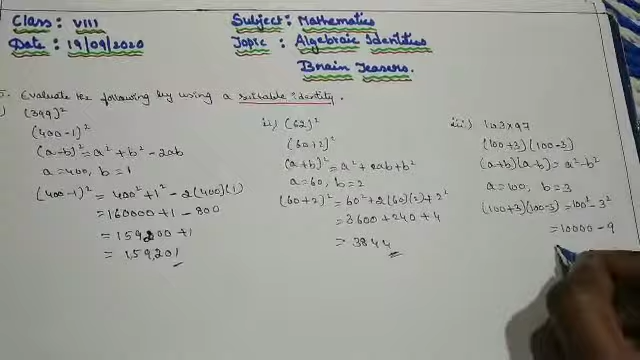 Class: VIII
Subject: Mathematics
Date: 19/09/2020
Topic: Algebraic Identities
Brain Teasers.
Evaluate the following by using a suitable identity.
(399)²
(400-1)²
(a-b)² = a² + b² - 2ab
a = 400, b = 1
(400-1)² = 400² + 1² - 2(400)(1)
= 160000 + 1 - 800
= 159200 + 1
= 159201
ii) (62)²
(60+2)²
(a+b)² = a² + 2ab + b²
a = 60, b = 2
(60+2)² = 60² + 2(60)(2) + 2²
= 3600 + 240 + 4
= 3844
iii) 103 × 97
(100+3)(100-3)
(a+b)(a-b) = a² - b²
a = 100, b = 3
(100+3)(100-3) = 100² - 3²
= 10000 - 9